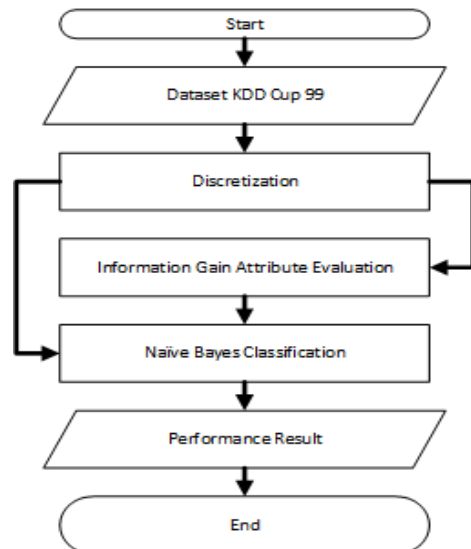 Start
Dataset KDD Cup 99
Discretization
Information Gain Attribute Evaluation
Naïve Bayes Classification
Performance Result
End